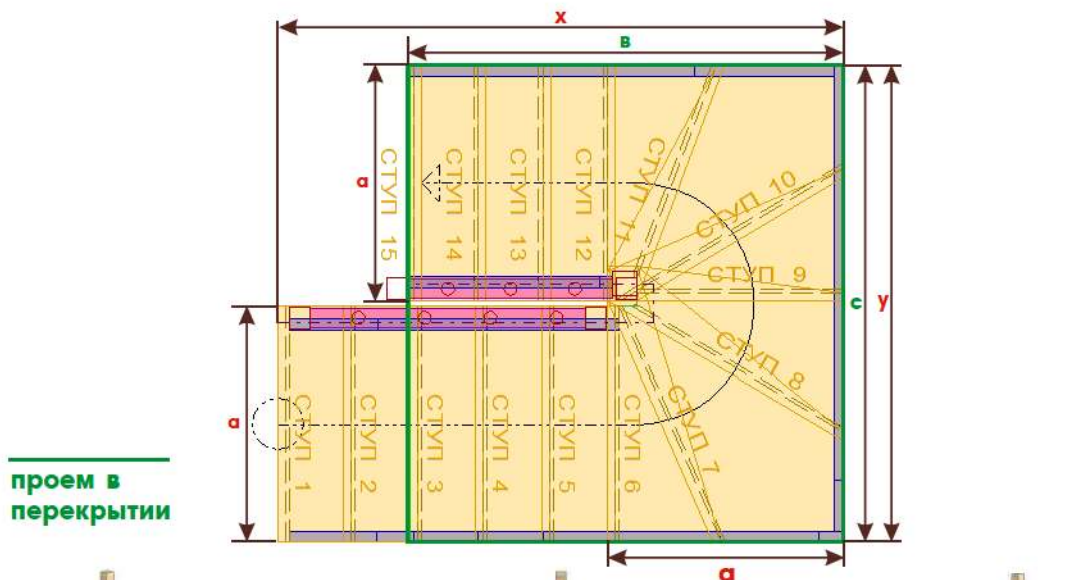 x
в
a
СТУП 15
СТУП 14
СТУП 13
СТУП 12
СТУП 11
СТУП 10
СТУП 9
c
y
СТУП 8
a
СТУП 1
СТУП 2
СТУП 3
СТУП 4
СТУП 5
СТУП 6
СТУП 7
проем в
перекрытии
a